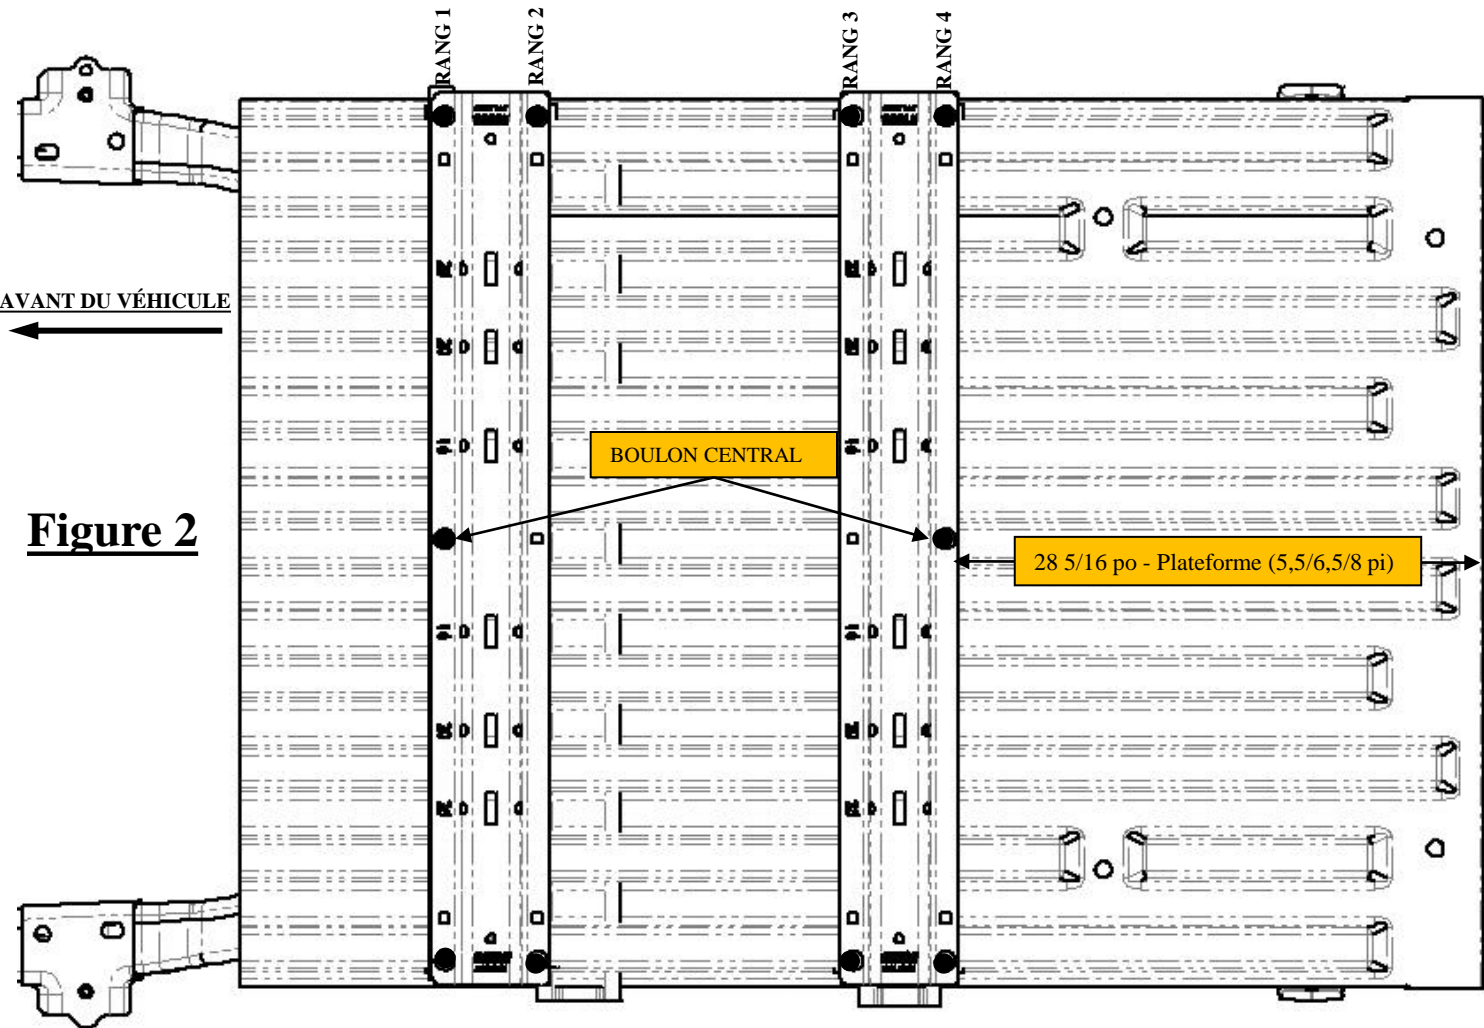 RANG 1
RANG 2
RANG 3
RANG 4
AVANT DU VÉHICULE
BOULON CENTRAL
Figure 2
28 5/16 po - Plateforme (5,5/6,5/8 pi)